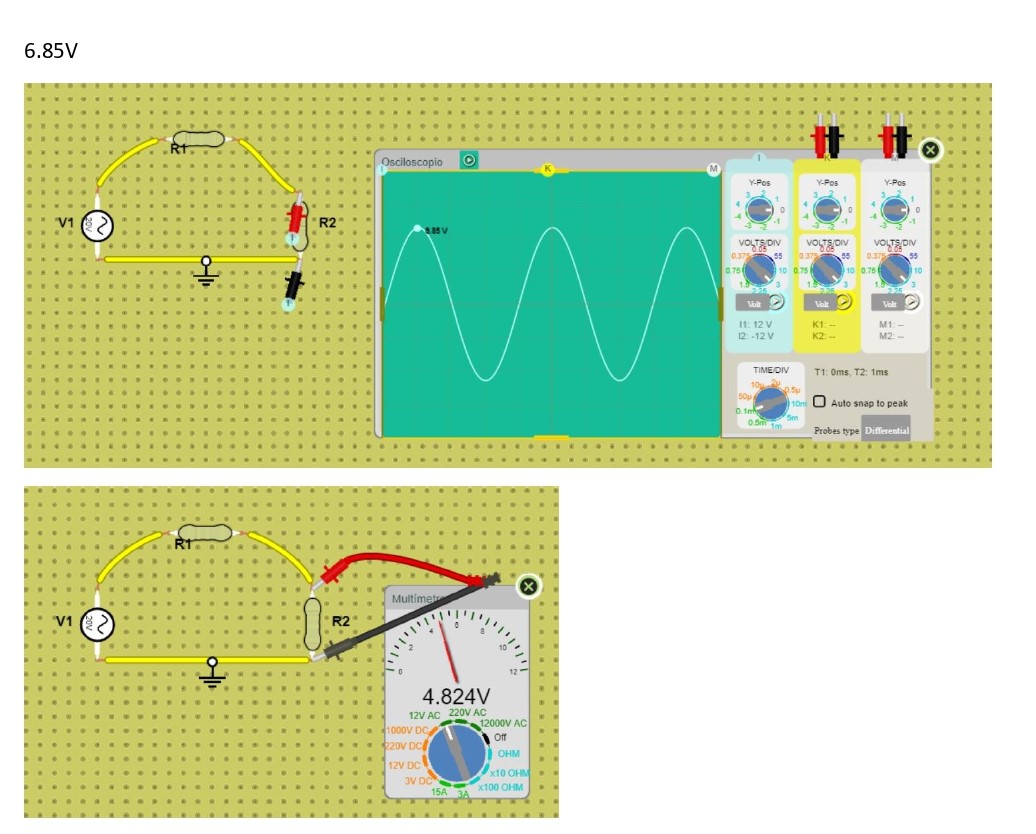 6.85V
Osciloscopio
I
K
M
R1
V1
20V
R2
Y-Pos
Y-Pos
Y-Pos
VOLTS/DIV
VOLTS/DIV
VOLTS/DIV
Volt
Volt
Volt
I1: 12 V
K1: --
M1: --
I2: -12 V
K2: --
M2: --
TIME/DIV
T1: 0ms, T2: 1ms
10µ 2µ 0.5µ
50µ 10m
0.1m 5m
0.5m 1m
Auto snap to peak
Probes type Differential
R1
V1
20V
R2
Multímetro
0 2 4 6 8 10 12
4.824V
12V AC 220V AC
12000V AC
1000V DC
Off
220V DC
OHM
12V DC
x10 OHM
3V DC
x100 OHM
15A 3A